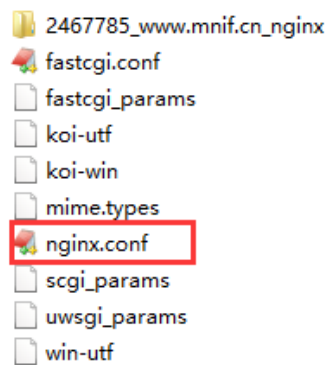 2467785_www.mnif.cn_nginx
fastcgi.conf
fastcgi_params
koi-utf
koi-win
mime.types
nginx.conf
scgi_params
uwsgi_params
win-utf